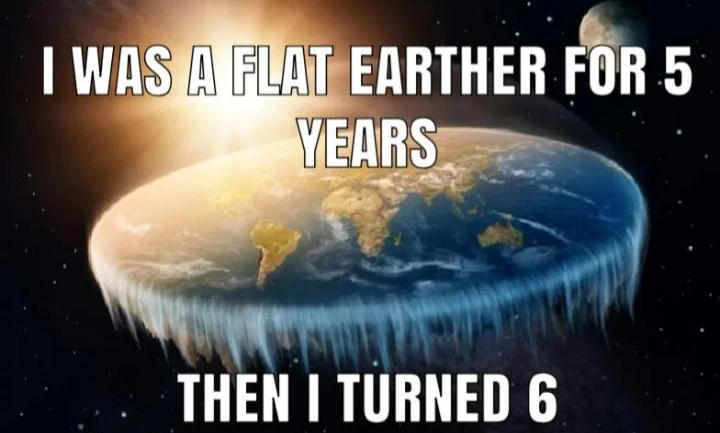 I WAS A FLAT EARTHER FOR 5
YEARS
THEN I TURNED 6